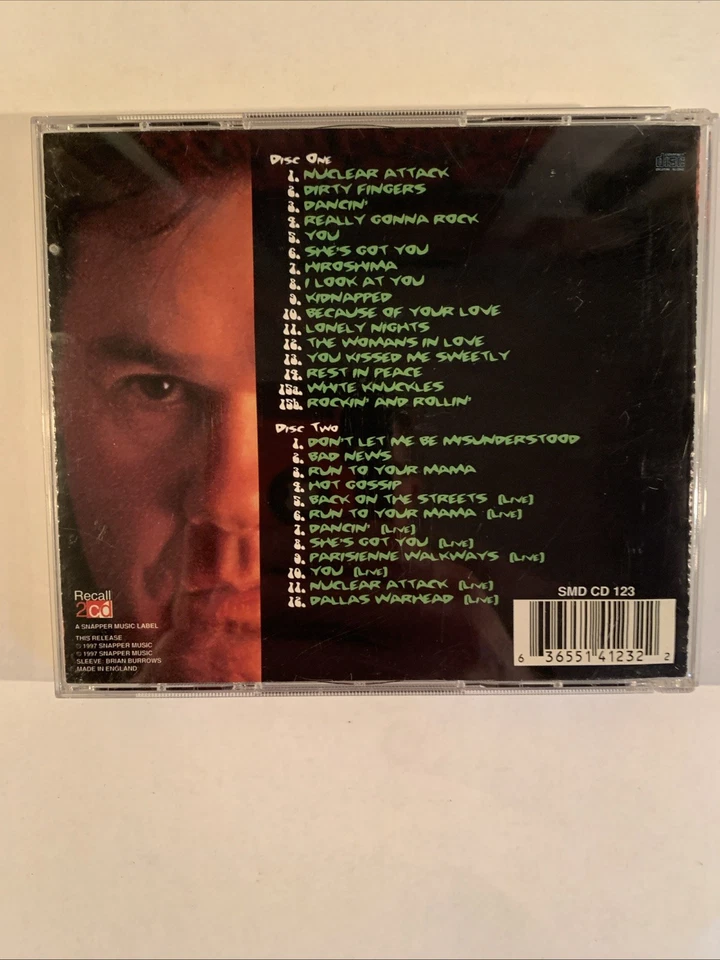 Disc One
1. NUCLEAR ATTACK
2. DIRTY FINGERS
3. DANCIN'
4. REALLY GONNA ROCK
5. YOU
6. SHE'S GOT YOU
7. HIROSHIMA
8. I LOOK AT YOU
9. KIDNAPPED
10. BECAUSE OF YOUR LOVE
11. LONELY NIGHTS
12. THE WOMANS IN LOVE
13. YOU KISSED ME SWEETLY
14. REST IN PEACE
15a. WHITE KNUCKLES
15b. ROCKIN' AND ROLLIN'
Disc Two
1. DON'T LET ME BE MISUNDERSTOOD
2. BAD NEWS
3. RUN TO YOUR MAMA
4. HOT GOSSIP
5. BACK ON THE STREETS [LIVE]
6. RUN TO YOUR MAMA [LIVE]
7. DANCIN' [LIVE]
8. SHE'S GOT YOU [LIVE]
9. PARISIENNE WALKWAYS [LIVE]
10. YOU [LIVE]
11. NUCLEAR ATTACK [LIVE]
12. DALLAS WARHEAD [LIVE]
Recall
2cd
A SNAPPER MUSIC LABEL
THIS RELEASE
℗ 1997 SNAPPER MUSIC
© 1997 SNAPPER MUSIC
SLEEVE: BRIAN BURROWS
MADE IN ENGLAND
SMD CD 123
6 36551 41232 2